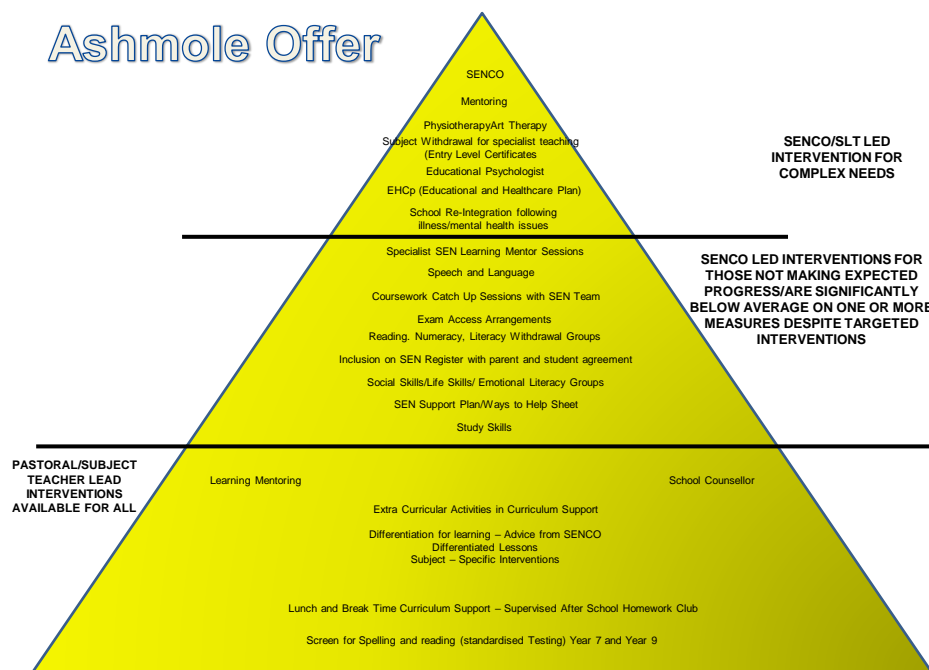 Ashmole Offer
SENCO
Mentoring
PhysiotherapyArt Therapy
Subject Withdrawal for specialist teaching
(Entry Level Certificates
Educational Psychologist
EHCp (Educational and Healthcare Plan)
School Re-Integration following
illness/mental health issues
SENCO/SLT LED
INTERVENTION FOR
COMPLEX NEEDS
Specialist SEN Learning Mentor Sessions
Speech and Language
Coursework Catch Up Sessions with SEN Team
Exam Access Arrangements
Reading. Numeracy, Literacy Withdrawal Groups
Inclusion on SEN Register with parent and student agreement
Social Skills/Life Skills/ Emotional Literacy Groups
SEN Support Plan/Ways to Help Sheet
Study Skills
SENCO LED INTERVENTIONS FOR
THOSE NOT MAKING EXPECTED
PROGRESS/ARE SIGNIFICANTLY
BELOW AVERAGE ON ONE OR MORE
MEASURES DESPITE TARGETED
INTERVENTIONS
PASTORAL/SUBJECT
TEACHER LEAD
INTERVENTIONS
AVAILABLE FOR ALL
Learning Mentoring
School Counsellor
Extra Curricular Activities in Curriculum Support
Differentiation for learning – Advice from SENCO
Differentiated Lessons
Subject – Specific Interventions
Lunch and Break Time Curriculum Support – Supervised After School Homework Club
Screen for Spelling and reading (standardised Testing) Year 7 and Year 9